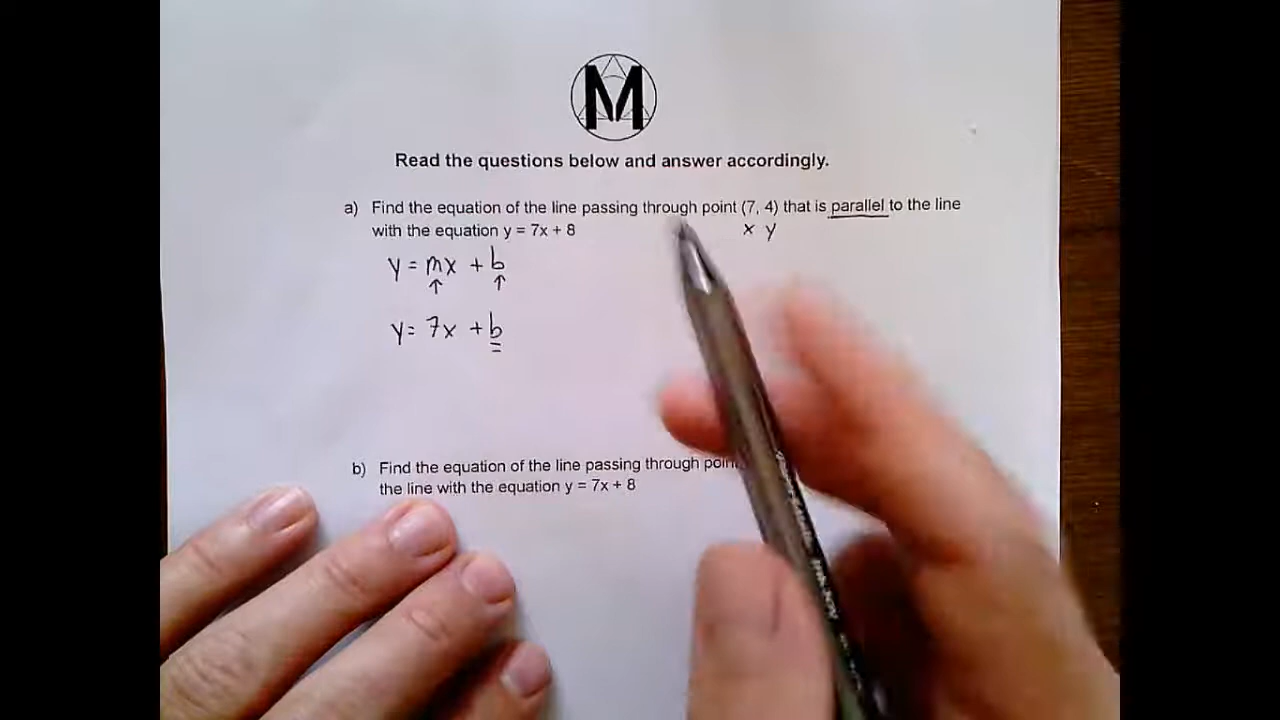 M
Read the questions below and answer accordingly.
a) Find the equation of the line passing through point (7, 4) that is parallel to the line
with the equation y = 7x + 8
x y
y = mx + b
↑ ↑
y = 7x + b
b) Find the equation of the line passing through
the line with the equation y = 7x + 8